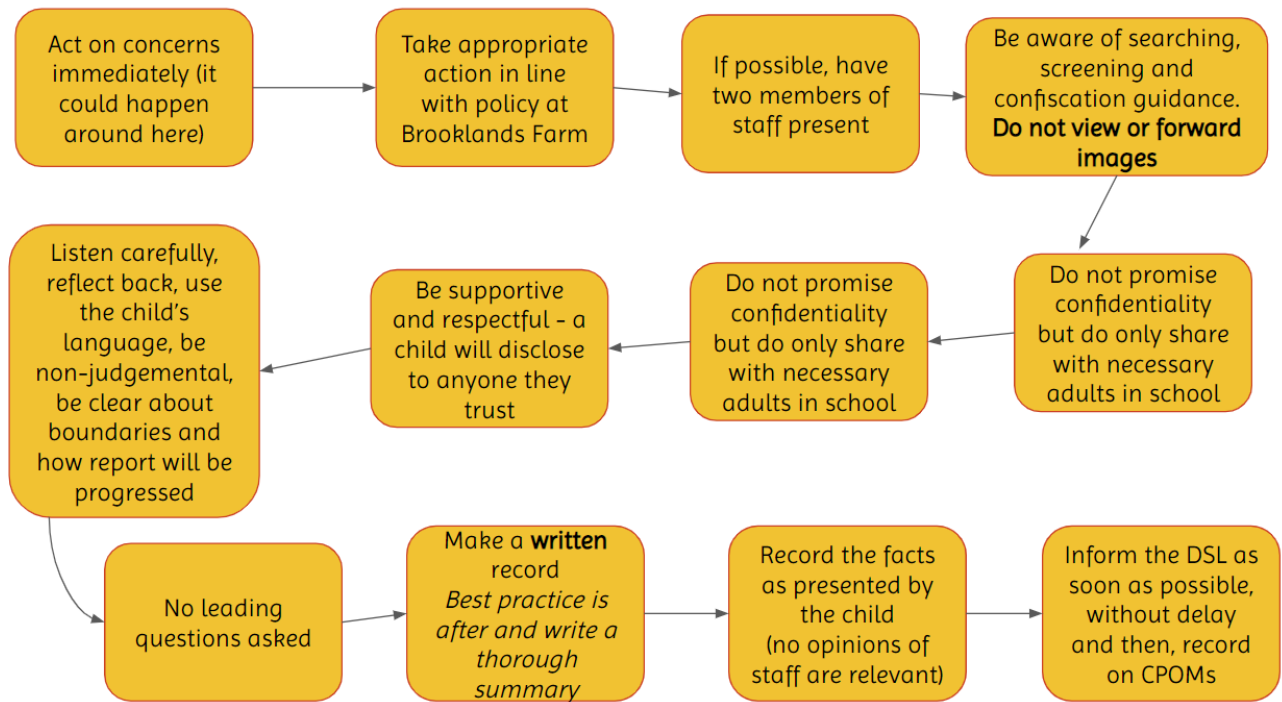 Act on concerns
immediately (it
could happen
around here)
Take appropriate
action in line
with policy at
Brooklands Farm
If possible, have
two members of
staff present
Be aware of searching,
screening and
confiscation guidance.
Do not view or forward
images
Do not promise
confidentiality
but do only share
with necessary
adults in school
Do not promise
confidentiality
but do only share
with necessary
adults in school
Be supportive
and respectful - a
child will disclose
to anyone they
trust
Listen carefully,
reflect back, use
the child's
language, be
non-judgemental,
be clear about
boundaries and
how report will be
progressed
No leading
questions asked
Make a written
record
Best practice is
after and write a
thorough
summary
Record the facts
as presented by
the child
(no opinions of
staff are relevant)
Inform the DSL as
soon as possible,
without delay
and then, record
on CPOMs